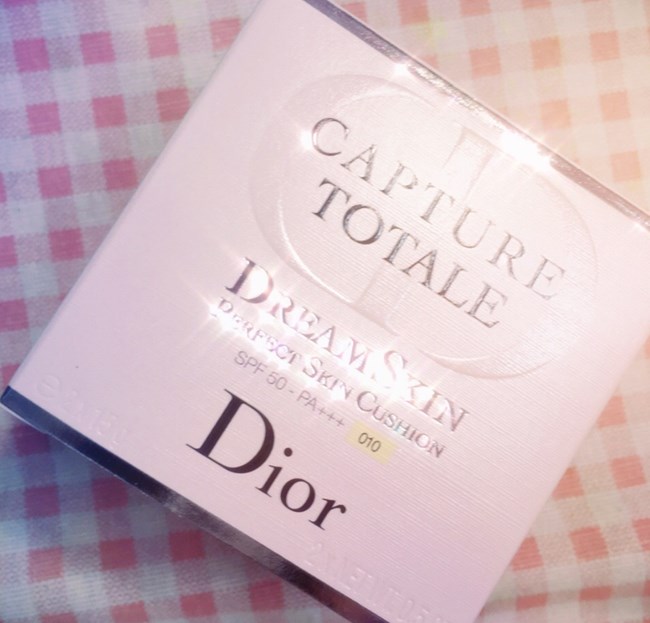 CAPTURE
TOTALE
DREAMSKIN
PERFECT SKIN CUSHION
SPF 50 - PA+++ 010
Dior